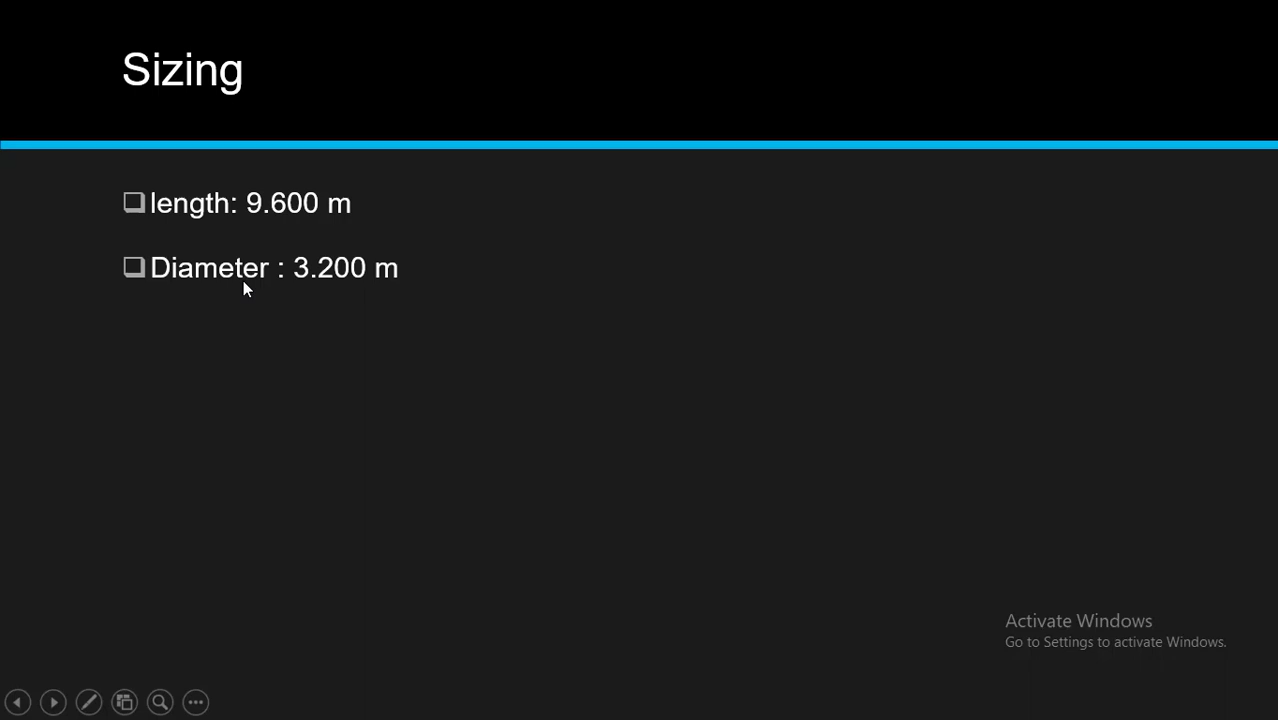 Sizing
length: 9.600 m
Diameter : 3.200 m
Activate Windows
Go to Settings to activate Windows.